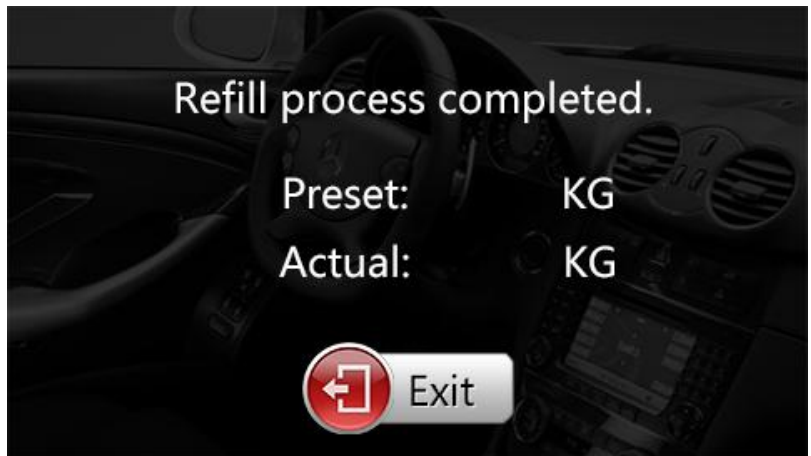 Refill process completed.
Preset: KG
Actual: KG
Exit